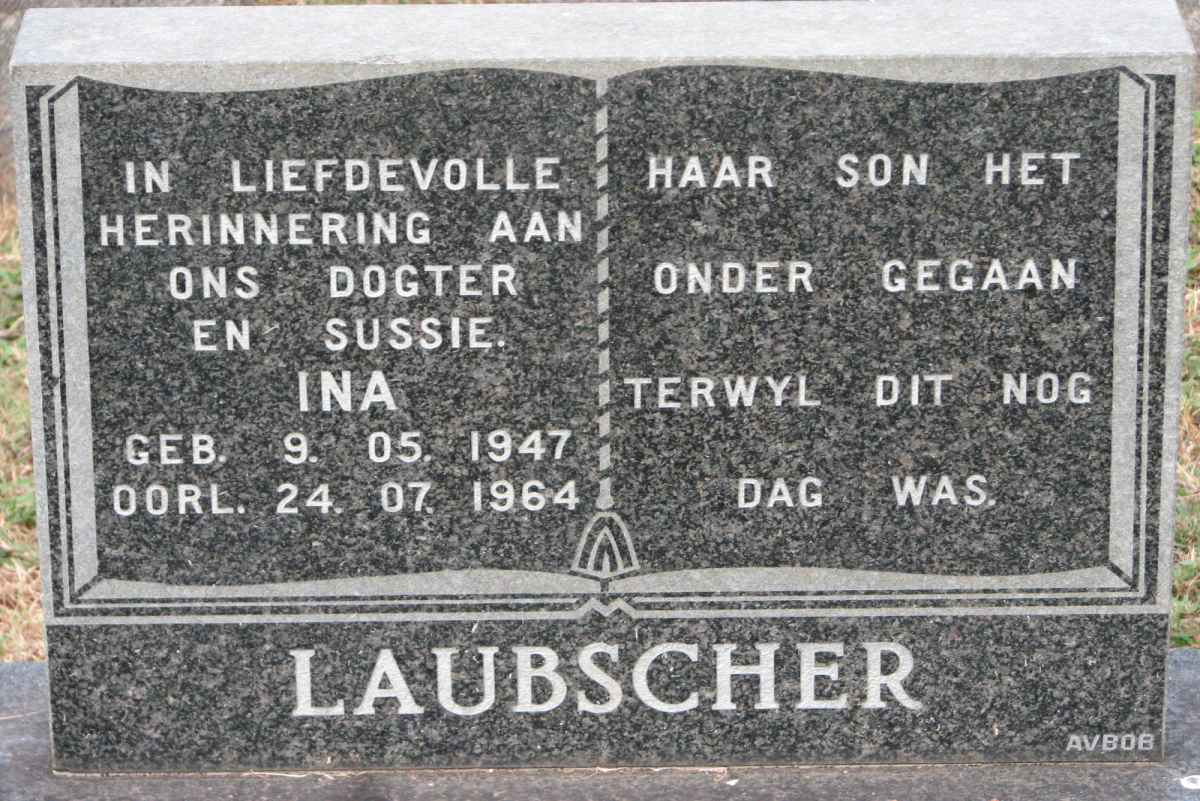 IN LIEFDEVOLLE
HERINNERING AAN
ONS DOGTER
EN SUSSIE.
INA
GEB. 9. 05. 1947
OORL. 24. 07. 1964
HAAR SON HET
ONDER GEGAAN
TERWYL DIT NOG
DAG WAS.
LAUBSCHER
AVBOB